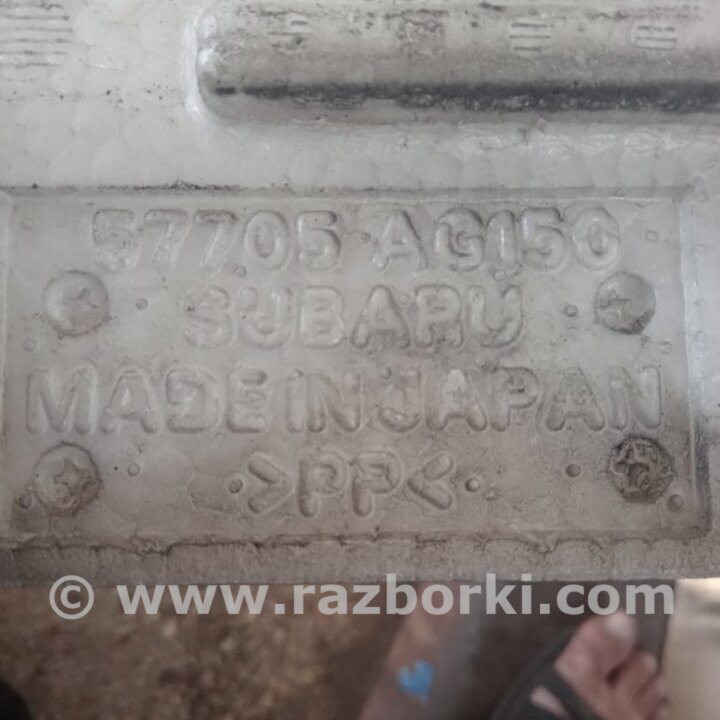 57705 AG150
SUBARU
MADE IN JAPAN
>PP<
© www.razborki.com